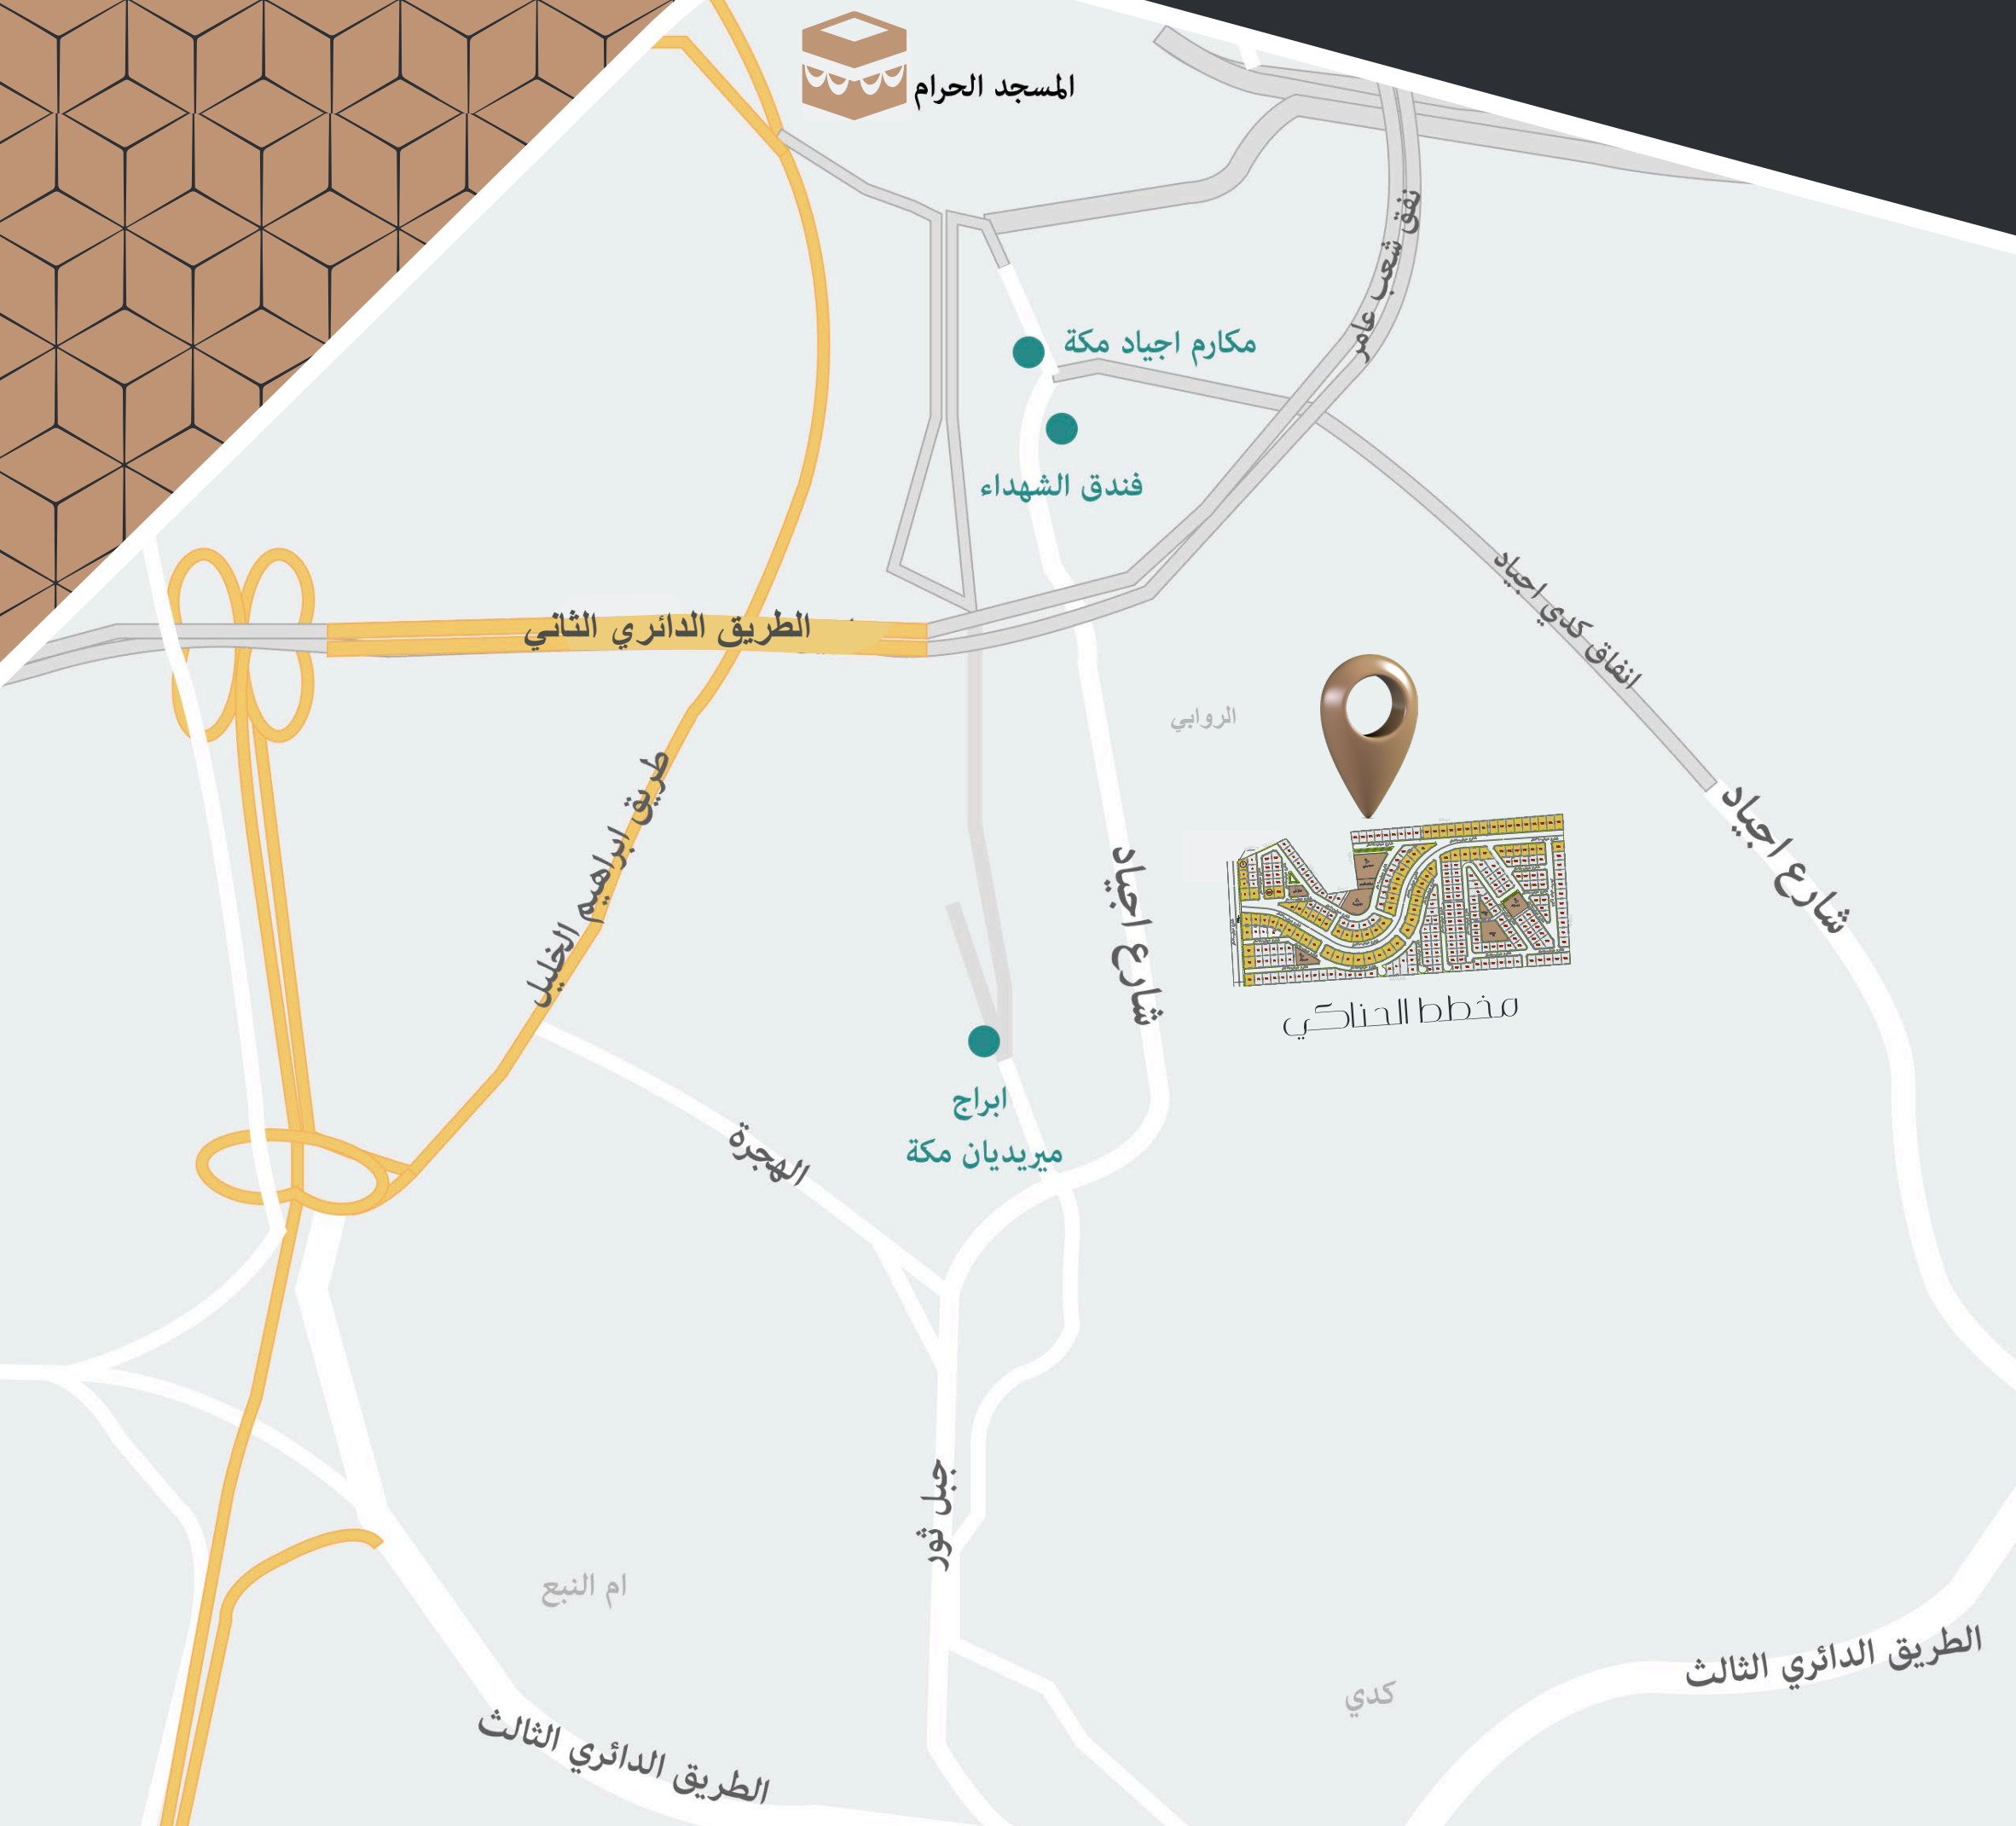 المسجد الحرام
نفق شعب عامر
مكارم اجياد مكة
فندق الشهداء
انفاق كدي اجياد
الطريق الدائري الثاني
الروابي
طريق ابراهيم الخليل
شارع اجياد
شارع اجياد
مخطط الحناكي
ابراج
ميريديان مكة
الهجرة
جبل ثور
ام النبع
كدي
الطريق الدائري الثالث
الطريق الدائري الثالث